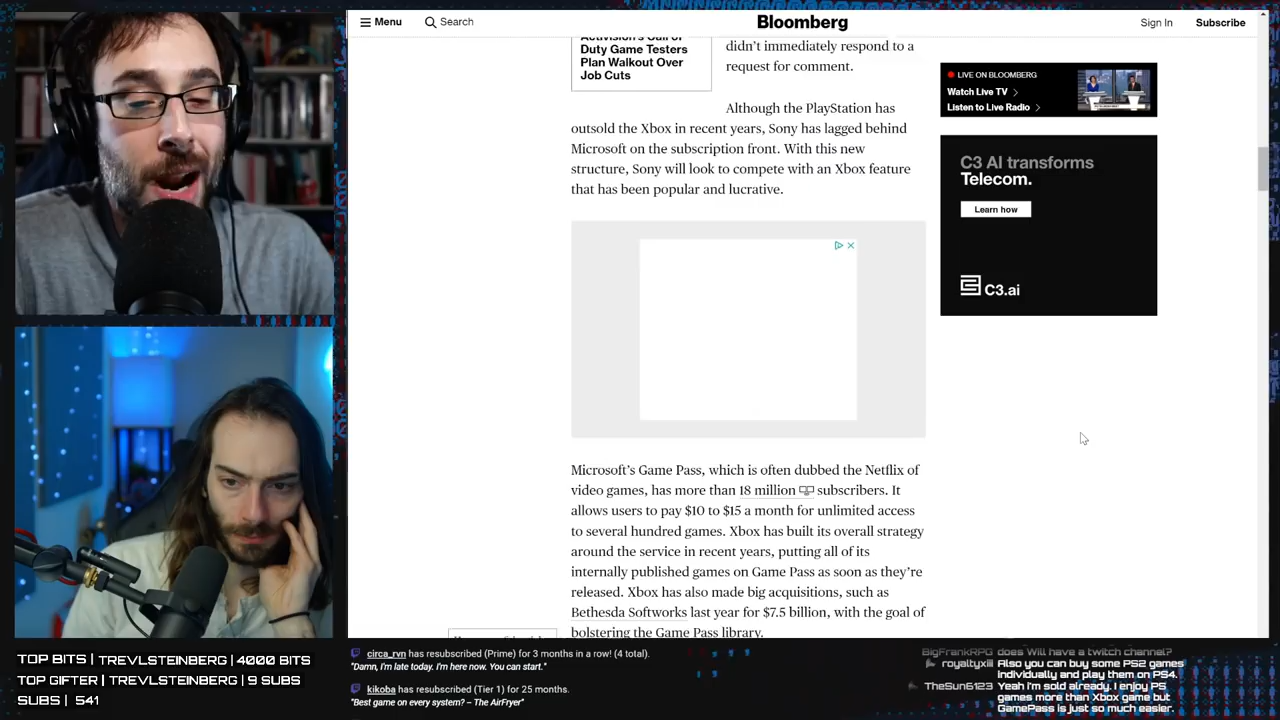 Menu
Search
Bloomberg
Sign In
Subscribe
Activision's Call of
Duty Game Testers
Plan Walkout Over
Job Cuts
didn't immediately respond to a
request for comment.
Although the PlayStation has
outsold the Xbox in recent years, Sony has lagged behind
Microsoft on the subscription front. With this new
structure, Sony will look to compete with an Xbox feature
that has been popular and lucrative.
Microsoft's Game Pass, which is often dubbed the Netflix of
video games, has more than 18 million subscribers. It
allows users to pay $10 to $15 a month for unlimited access
to several hundred games. Xbox has built its overall strategy
around the service in recent years, putting all of its
internally published games on Game Pass as soon as they're
released. Xbox has also made big acquisitions, such as
Bethesda Softworks last year for $7.5 billion, with the goal of
bolstering the Game Pass library.
LIVE ON BLOOMBERG
Watch Live TV
Listen to Live Radio
C3 AI transforms
Telecom.
Learn how
C3.ai
TOP BITS | TREVLSTEINBERG | 4000 BITS
TOP GIFTER | TREVLSTEINBERG | 9 SUBS
SUBS | 541
circa_rvn has resubscribed (Prime) for 3 months in a row! (4 total).
"Damn, I'm late today. I'm here now. You can start."
kikoba has resubscribed (Tier 1) for 25 months.
"Best game on every system? – The AirFryer"
BigFrankRPG does Will have a twitch channel?
royaltyxiii Also you can buy some PS2 games
individually and play them on PS4.
TheSun6123 Yeah I'm sold already. I enjoy PS
games more than Xbox game but
GamePass is just so much easier.